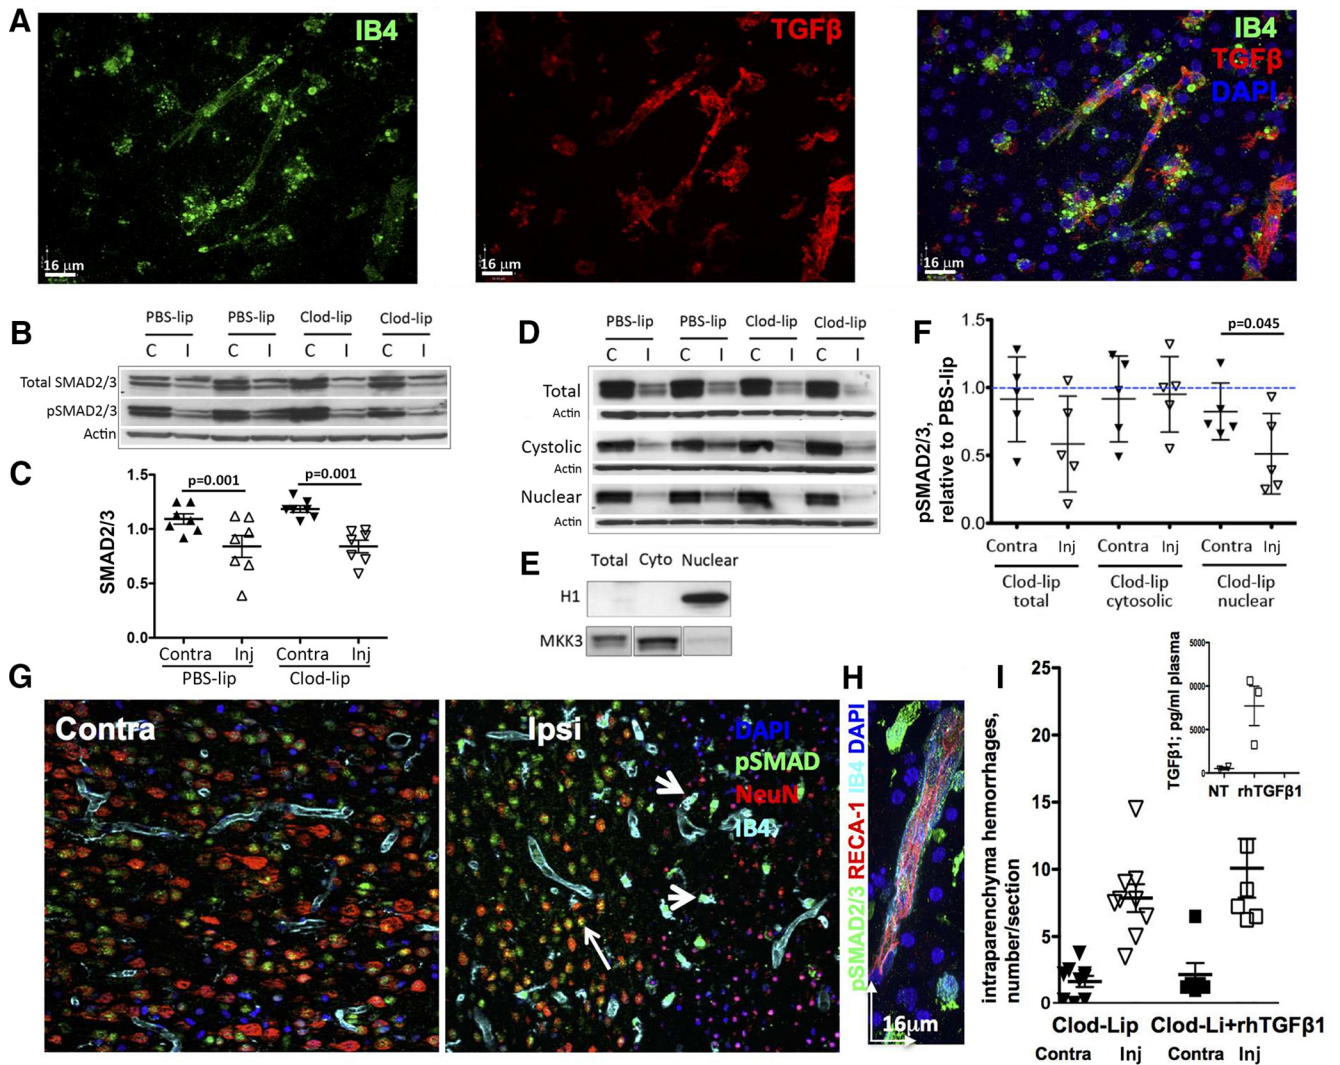 A
IB4
16 μm
TGFβ
16 μm
IB4
TGFβ
DAPI
16 μm
B
PBS-lip PBS-lip Clod-lip Clod-lip
C I C I C I C I
Total SMAD2/3
pSMAD2/3
Actin
C
p=0.001 p=0.001
SMAD2/3
1.5
1.0
0.5
0.0
Contra Inj Contra Inj
PBS-lip Clod-lip
D
PBS-lip PBS-lip Clod-lip Clod-lip
C I C I C I C I
Total
Actin
Cystolic
Actin
Nuclear
Actin
E
Total Cyto Nuclear
H1
MKK3
F
pSMAD2/3,
relative to PBS-lip
1.5
1.0
0.5
0.0
p=0.045
Contra Inj Contra Inj Contra Inj
Clod-lip Clod-lip Clod-lip
total cytosolic nuclear
G
Contra
Ipsi
DAPI
pSMAD
NeuN
IB4
H
pSMAD2/3 RECA-1 IB4 DAPI
16μm
I
intraparenchyma hemorrhages,
number/section
25
20
15
10
5
0
Clod-Lip Clod-Li+rhTGFβ1
Contra Inj Contra Inj
TGFβ1; pg/ml plasma
5000
0000
5000
0
NT rhTGFβ1